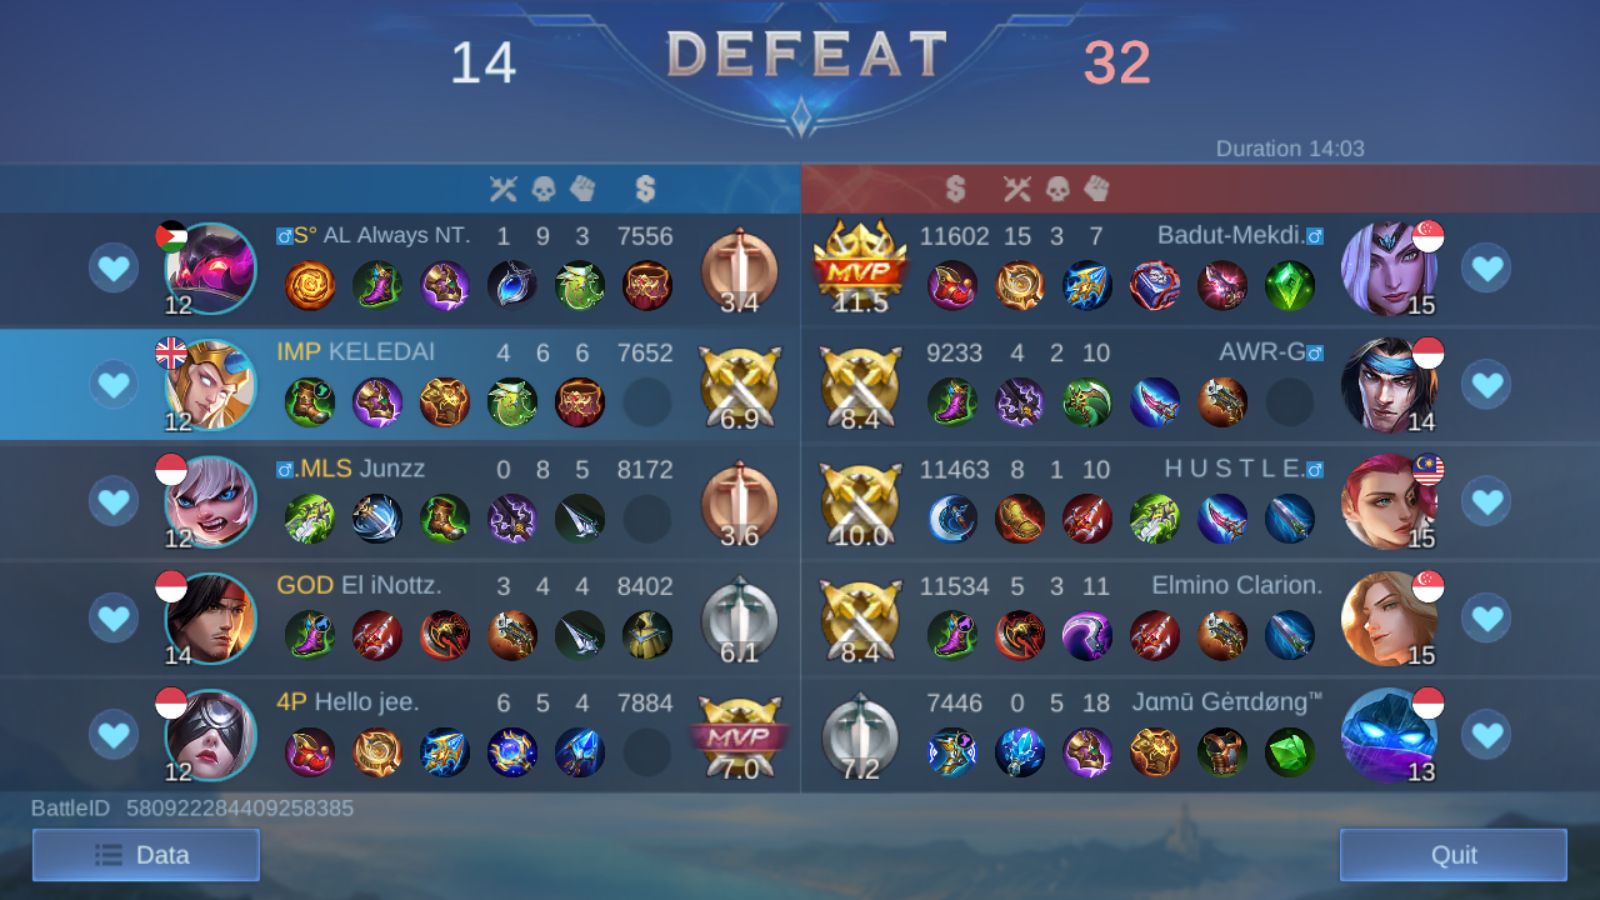 14 DEFEAT 32
Duration 14:03
S° AL Always NT. 1 9 3 7556
12 3.4
11602 15 3 7 Badut-Mekdi.
MVP 11.5 15
IMP KELEDAI 4 6 6 7652
12 6.9
9233 4 2 10 AWR-G
8.4 14
.MLS Junzz 0 8 5 8172
12 3.6
11463 8 1 10 H U S T L E.
10.0 15
GOD El iNottz. 3 4 4 8402
14 6.1
11534 5 3 11 Elmino Clarion.
8.4 15
4P Hello jee. 6 5 4 7884
12 MVP 7.0
7446 0 5 18 Jαmū Gėπdøng™
7.2 13
BattleID 580922284409258385
Data
Quit